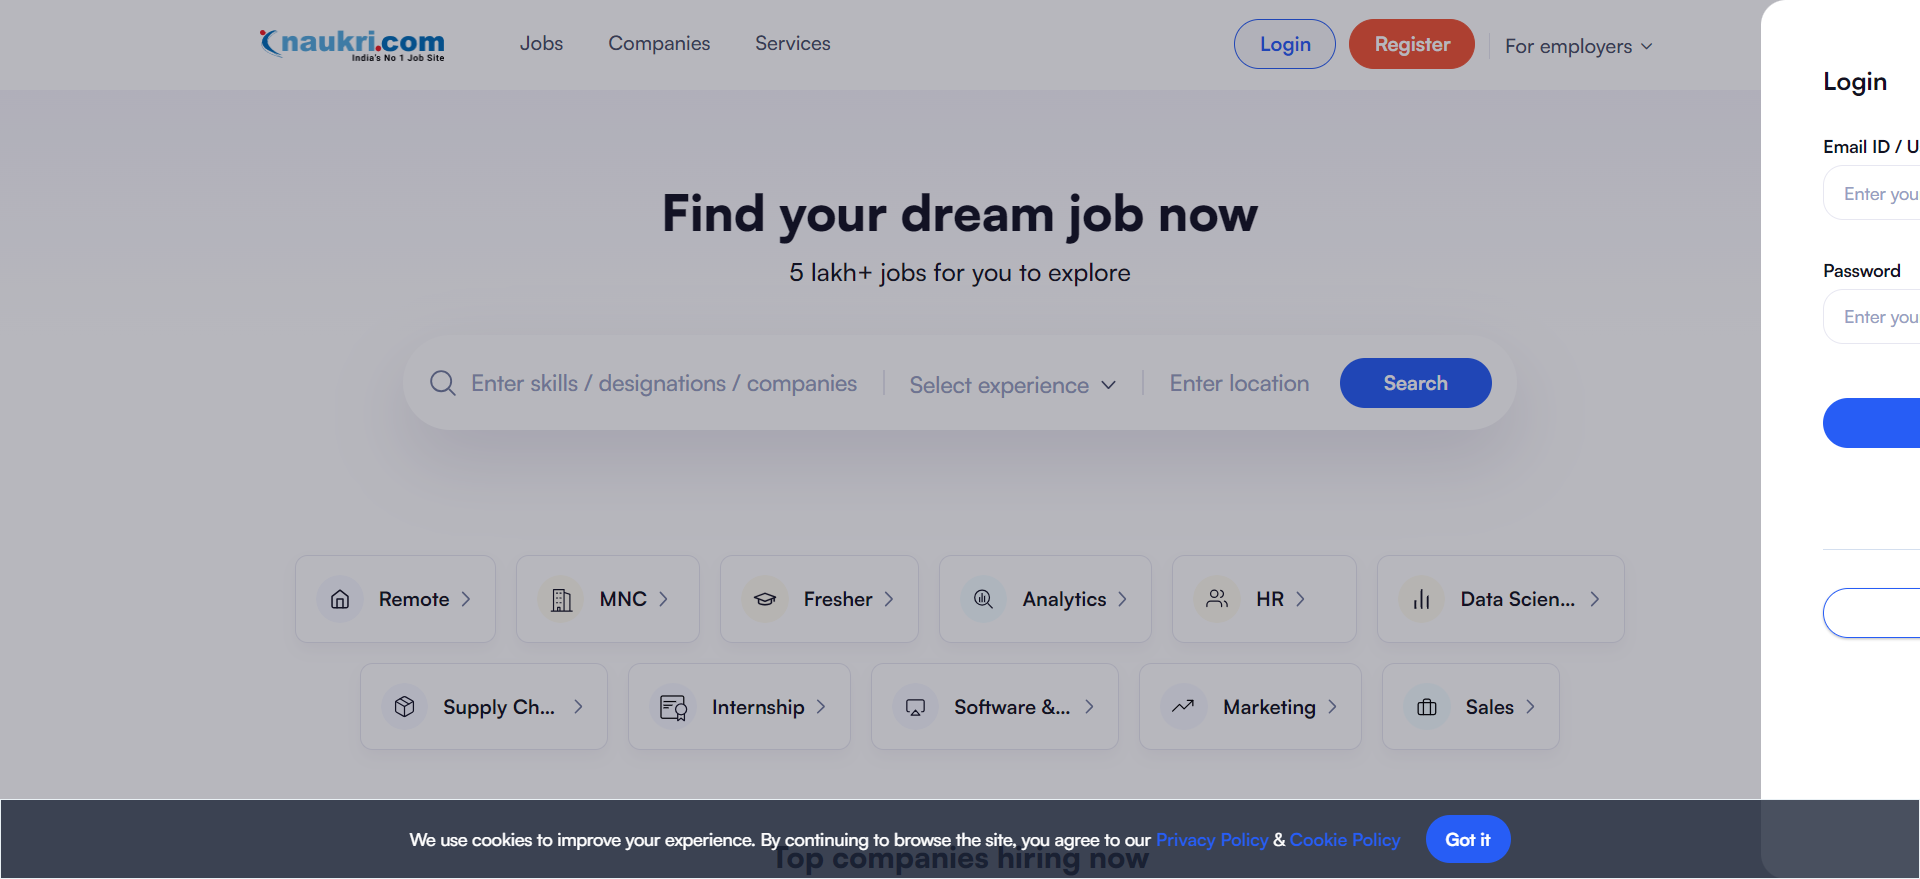 naukri.com
India's No 1 Job Site
Jobs
Companies
Services
Login
Register
For employers
Find your dream job now
5 lakh+ jobs for you to explore
Enter skills / designations / companies
Select experience
Enter location
Search
Remote
MNC
Fresher
Analytics
HR
Data Scien...
Supply Ch...
Internship
Software &...
Marketing
Sales
Login
Email ID / U
Enter you
Password
Enter you
We use cookies to improve your experience. By continuing to browse the site, you agree to our Privacy Policy & Cookie Policy
Got it
Top companies hiring now